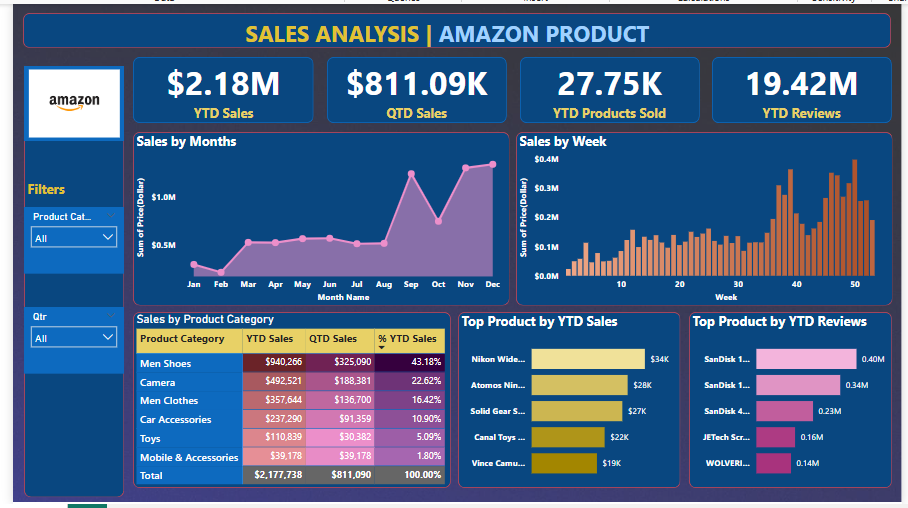 SALES ANALYSIS | AMAZON PRODUCT
amazon
$2.18M
YTD Sales
$811.09K
QTD Sales
27.75K
YTD Products Sold
19.42M
YTD Reviews
Filters
Product Cat...
All
Qtr
All
Sales by Months
Sum of Price(Dollar)
$1.0M
$0.5M
Jan Feb Mar Apr May Jun Jul Aug Sep Oct Nov Dec
Month Name
Sales by Week
Sum of Price(Dollar)
$0.4M
$0.3M
$0.2M
$0.1M
$0.0M
10 20 30 40 50
Week
Sales by Product Category
Product Category YTD Sales QTD Sales % YTD Sales
Men Shoes $940,266 $325,090 43.18%
Camera $492,521 $188,381 22.62%
Men Clothes $357,644 $136,700 16.42%
Car Accessories $237,290 $91,359 10.90%
Toys $110,839 $30,382 5.09%
Mobile & Accessories $39,178 $39,178 1.80%
Total $2,177,738 $811,090 100.00%
Top Product by YTD Sales
Nikon Wide... $34K
Atomos Nin... $28K
Solid Gear S... $27K
Canal Toys ... $22K
Vince Camu... $19K
Top Product by YTD Reviews
SanDisk 1... 0.40M
SanDisk 1... 0.34M
SanDisk 4... 0.23M
JETech Scr... 0.16M
WOLVERI... 0.14M